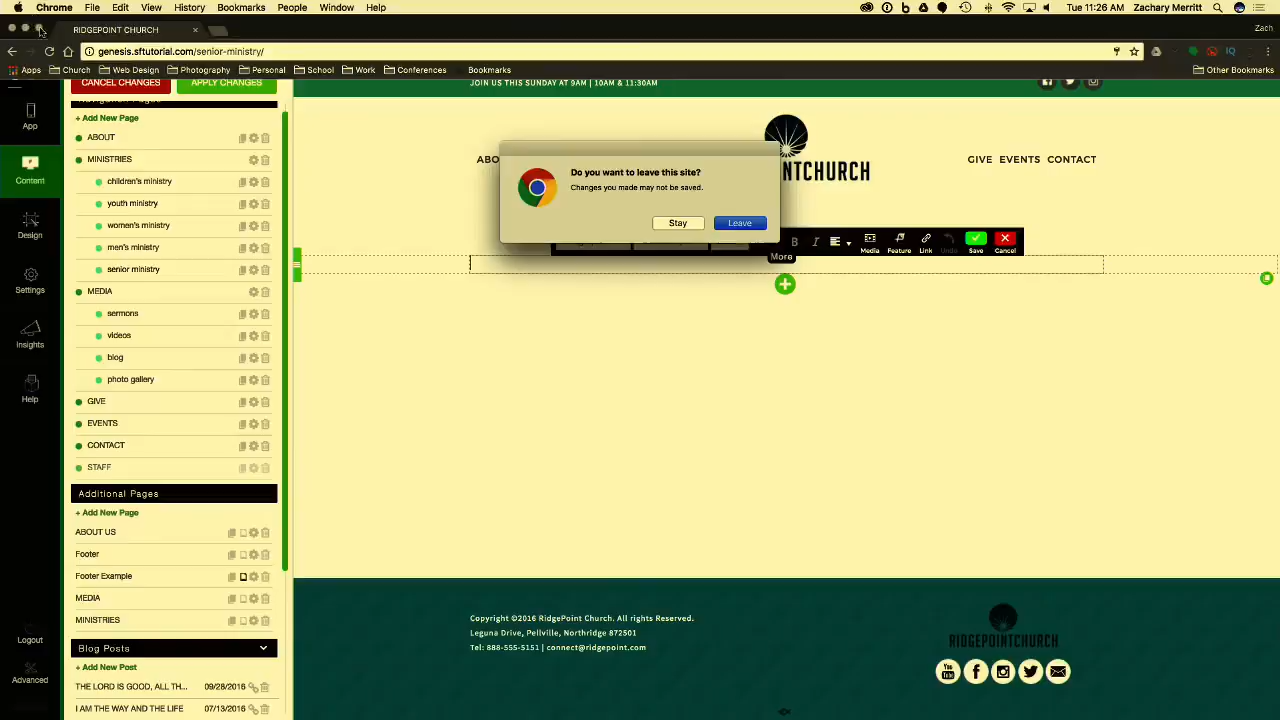 Chrome File Edit View History Bookmarks People Window Help Tue 11:26 AM Zachary Merritt
RIDGEPOINT CHURCH × Zach
genesis.sftutorial.com/senior-ministry/
Apps Church Web Design Photography Personal School Work Conferences Bookmarks Other Bookmarks
CANCEL CHANGES APPLY CHANGES
JOIN US THIS SUNDAY AT 9AM | 10AM & 11:30AM
Navigation Pages
+ Add New Page
App
Content
Design
Settings
Insights
Help
Logout
Advanced
ABOUT
MINISTRIES
children's ministry
youth ministry
women's ministry
men's ministry
senior ministry
MEDIA
sermons
videos
blog
photo gallery
GIVE
EVENTS
CONTACT
STAFF
Additional Pages
+ Add New Page
ABOUT US
Footer
Footer Example
MEDIA
MINISTRIES
Blog Posts
+ Add New Post
THE LORD IS GOOD, ALL TH... 09/28/2016
I AM THE WAY AND THE LIFE 07/13/2016
ABO
NTCHURCH
GIVE EVENTS CONTACT
Do you want to leave this site?
Changes you made may not be saved.
Stay Leave
B I Media Feature Link Undo Save Cancel
More
Copyright ©2016 RidgePoint Church. All rights Reserved.
Leguna Drive, Pellville, Northridge 872501
Tel: 888-555-5151 | connect@ridgepoint.com
RIDGEPOINTCHURCH
You Tube